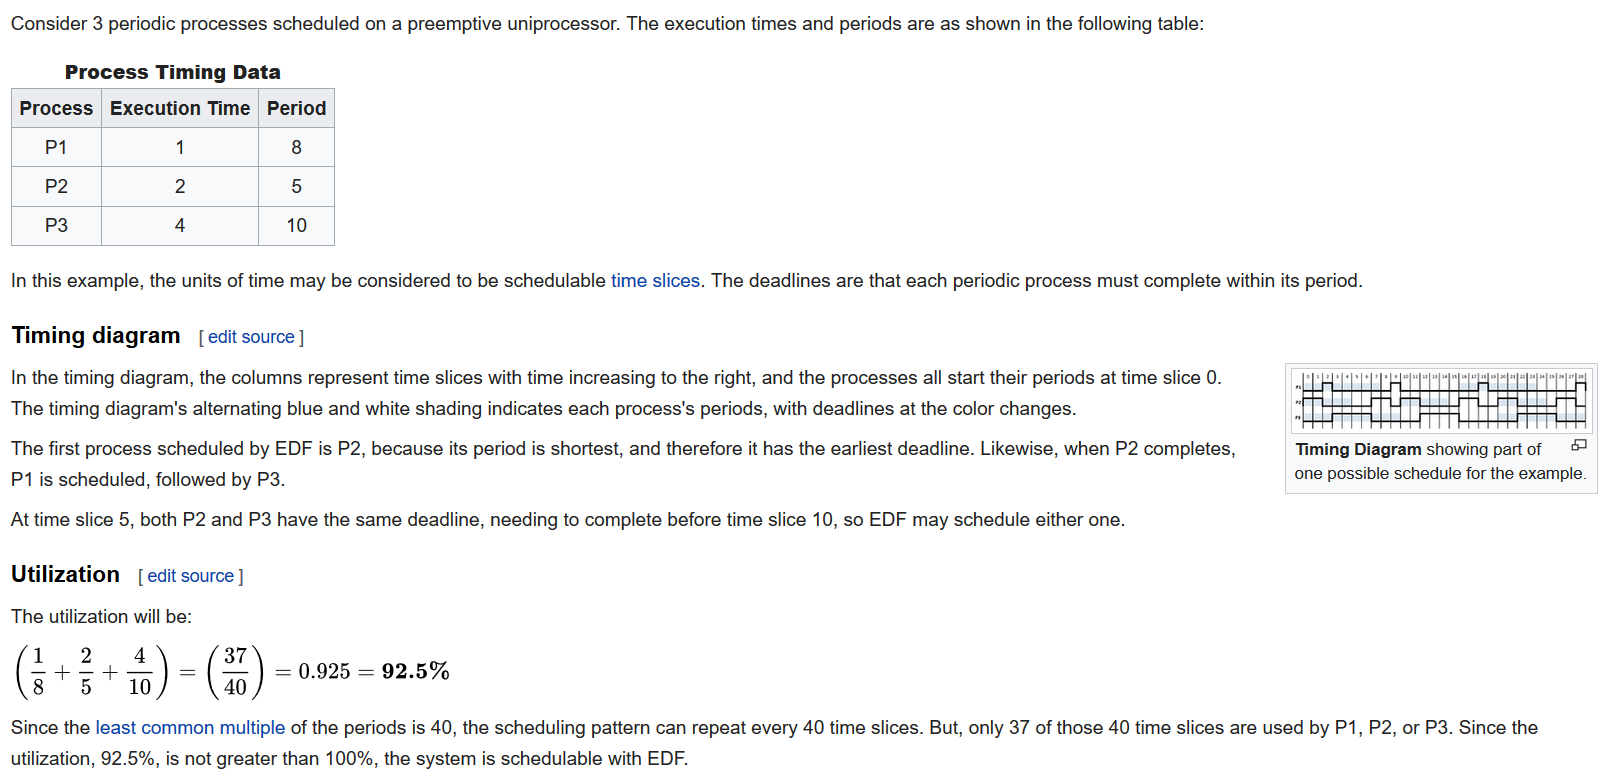 Consider 3 periodic processes scheduled on a preemptive uniprocessor. The execution times and periods are as shown in the following table:
Process Timing Data
Process Execution Time Period
P1 1 8
P2 2 5
P3 4 10
In this example, the units of time may be considered to be schedulable time slices. The deadlines are that each periodic process must complete within its period.
Timing diagram [ edit source ]
In the timing diagram, the columns represent time slices with time increasing to the right, and the processes all start their periods at time slice 0.
The timing diagram's alternating blue and white shading indicates each process's periods, with deadlines at the color changes.
The first process scheduled by EDF is P2, because its period is shortest, and therefore it has the earliest deadline. Likewise, when P2 completes,
P1 is scheduled, followed by P3.
At time slice 5, both P2 and P3 have the same deadline, needing to complete before time slice 10, so EDF may schedule either one.
P1
P2
P3
Timing Diagram showing part of
one possible schedule for the example.
Utilization [ edit source ]
The utilization will be:
(1/8 + 2/5 + 4/10) = (37/40) = 0.925 = 92.5%
Since the least common multiple of the periods is 40, the scheduling pattern can repeat every 40 time slices. But, only 37 of those 40 time slices are used by P1, P2, or P3. Since the
utilization, 92.5%, is not greater than 100%, the system is schedulable with EDF.